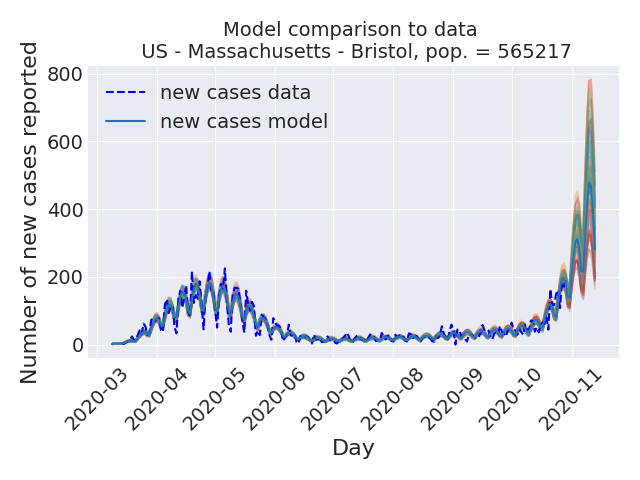 Model comparison to data
US - Massachusetts - Bristol, pop. = 565217
Number of new cases reported
800
600
400
200
0
new cases data
new cases model
2020-03
2020-04
2020-05
2020-06
2020-07
2020-08
2020-09
2020-10
2020-11
Day